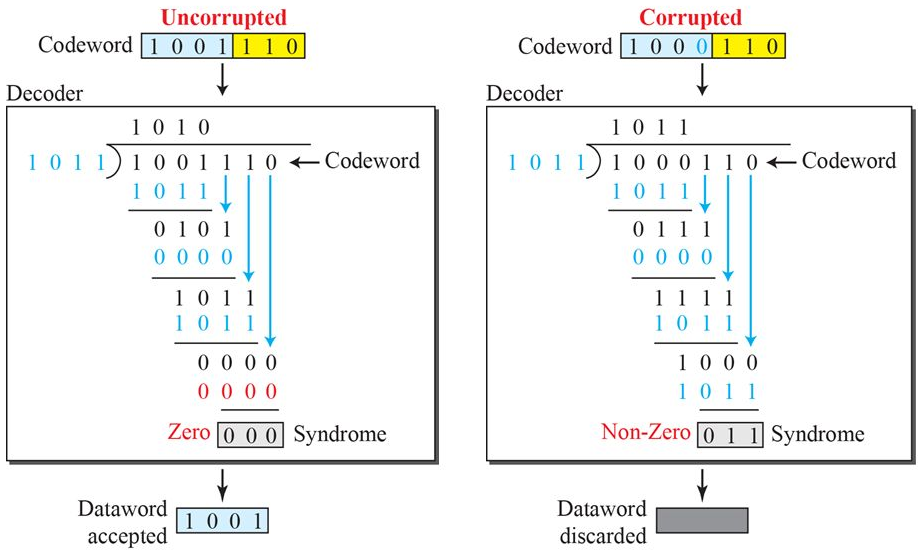 Uncorrupted
Codeword 1 0 0 1 1 1 0
Decoder
1 0 1 0
1 0 1 1 1 0 0 1 1 1 0 Codeword
1 0 1 1
0 1 0 1
0 0 0 0
1 0 1 1
1 0 1 1
0 0 0 0
0 0 0 0
Zero 0 0 0 Syndrome
Dataword
accepted 1 0 0 1
Corrupted
Codeword 1 0 0 0 1 1 0
Decoder
1 0 1 1
1 0 1 1 1 0 0 0 1 1 0 Codeword
1 0 1 1
0 1 1 1
0 0 0 0
1 1 1 1
1 0 1 1
1 0 0 0
1 0 1 1
Non-Zero 0 1 1 Syndrome
Dataword
discarded